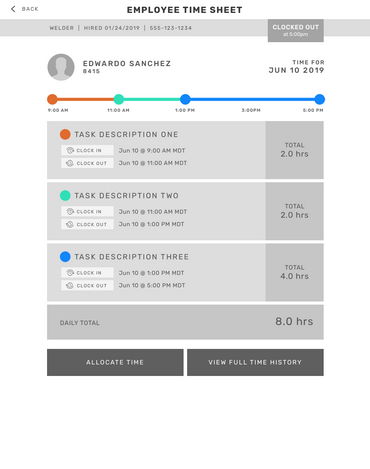 BACK
EMPLOYEE TIME SHEET
WELDER | HIRED 01/24/2019 | 555-123-1234
CLOCKED OUT
at 5:00pm
EDWARDO SANCHEZ
8415
TIME FOR
JUN 10 2019
9:00 AM 11:00 AM 1:00 PM 3:00PM 5:00 PM
TASK DESCRIPTION ONE
CLOCK IN Jun 10 @ 9:00 AM MDT
CLOCK OUT Jun 10 @ 11:00 AM MDT
TOTAL
2.0 hrs
TASK DESCRIPTION TWO
CLOCK IN Jun 10 @ 11:00 AM MDT
CLOCK OUT Jun 10 @ 1:00 PM MDT
TOTAL
2.0 hrs
TASK DESCRIPTION THREE
CLOCK IN Jun 10 @ 1:00 PM MDT
CLOCK OUT Jun 10 @ 5:00 PM MDT
TOTAL
4.0 hrs
DAILY TOTAL 8.0 hrs
ALLOCATE TIME VIEW FULL TIME HISTORY